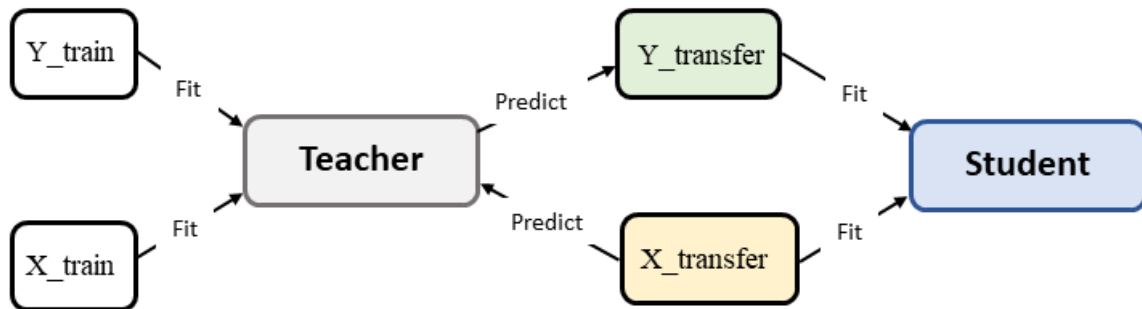 Y_train
Y_transfer
Fit
Predict
Fit
Teacher
Student
Fit
Predict
Fit
X_train
X_transfer